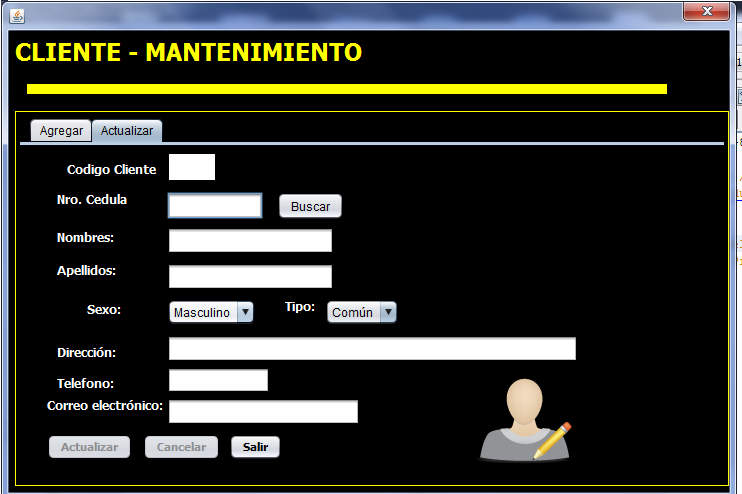 CLIENTE - MANTENIMIENTO
Agregar Actualizar
Codigo Cliente
Nro. Cedula Buscar
Nombres:
Apellidos:
Sexo: Masculino Tipo: Común
Dirección:
Telefono:
Correo electrónico:
Actualizar Cancelar Salir